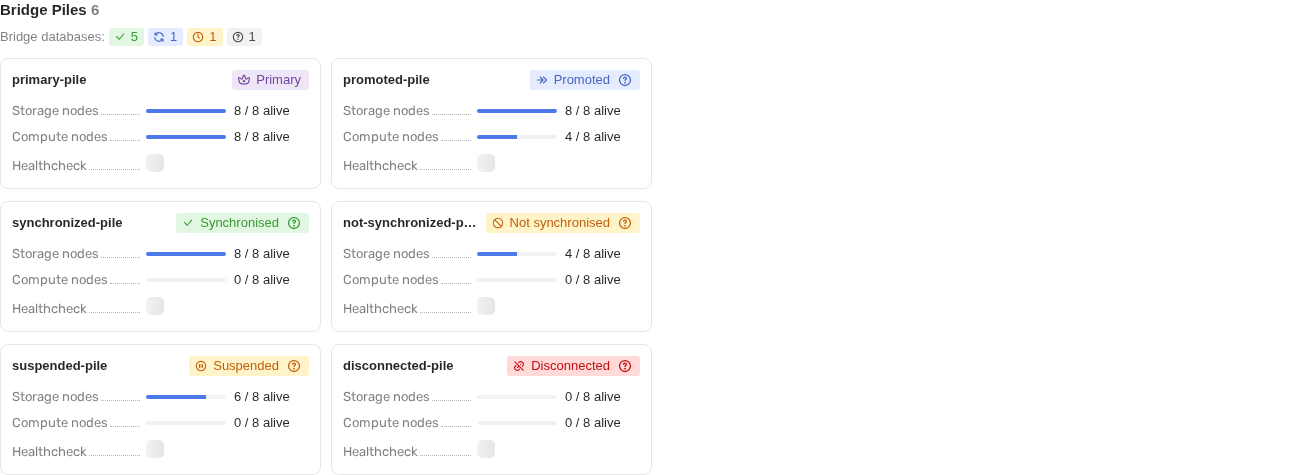 Bridge Piles 6
Bridge databases: 5 1 1 1
primary-pile Primary
Storage nodes 8 / 8 alive
Compute nodes 8 / 8 alive
Healthcheck
promoted-pile Promoted
Storage nodes 8 / 8 alive
Compute nodes 4 / 8 alive
Healthcheck
synchronized-pile Synchronised
Storage nodes 8 / 8 alive
Compute nodes 0 / 8 alive
Healthcheck
not-synchronized-p... Not synchronised
Storage nodes 4 / 8 alive
Compute nodes 0 / 8 alive
Healthcheck
suspended-pile Suspended
Storage nodes 6 / 8 alive
Compute nodes 0 / 8 alive
Healthcheck
disconnected-pile Disconnected
Storage nodes 0 / 8 alive
Compute nodes 0 / 8 alive
Healthcheck